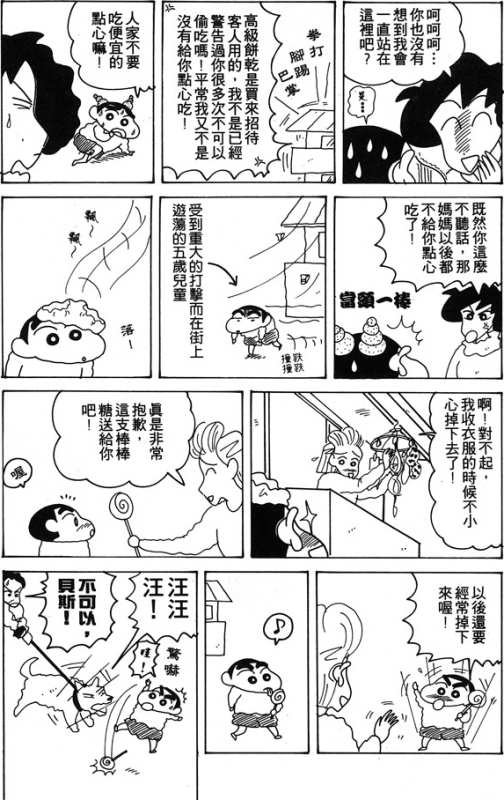 呵呵呵…
你也沒有
想到我會
一直站在
這裡吧?
呈…
拳打
腳踢
巴掌
高級餅乾是買來招待
客人用的,我不是已經
警告過你很多次不可以
偷吃嗎!平常我又不是
沒有給你點心吃!
人家不要
吃便宜的
點心嘛!
既然你這麼
不聽話,那
媽媽以後都
不給你點心
吃了!
當頭一棒
受到重大的打擊而在街上
遊蕩的五歲兒童
跌跌
撞撞
飄
飄
落!
啊!對不起,
我收衣服的時候不小
心掉下去了!
真是非常
抱歉,
這支棒棒
糖送給你
吧!
喔
以後還要
經常掉下
來喔!
汪汪
汪!
不可以,
貝斯!
驚嚇
哇!